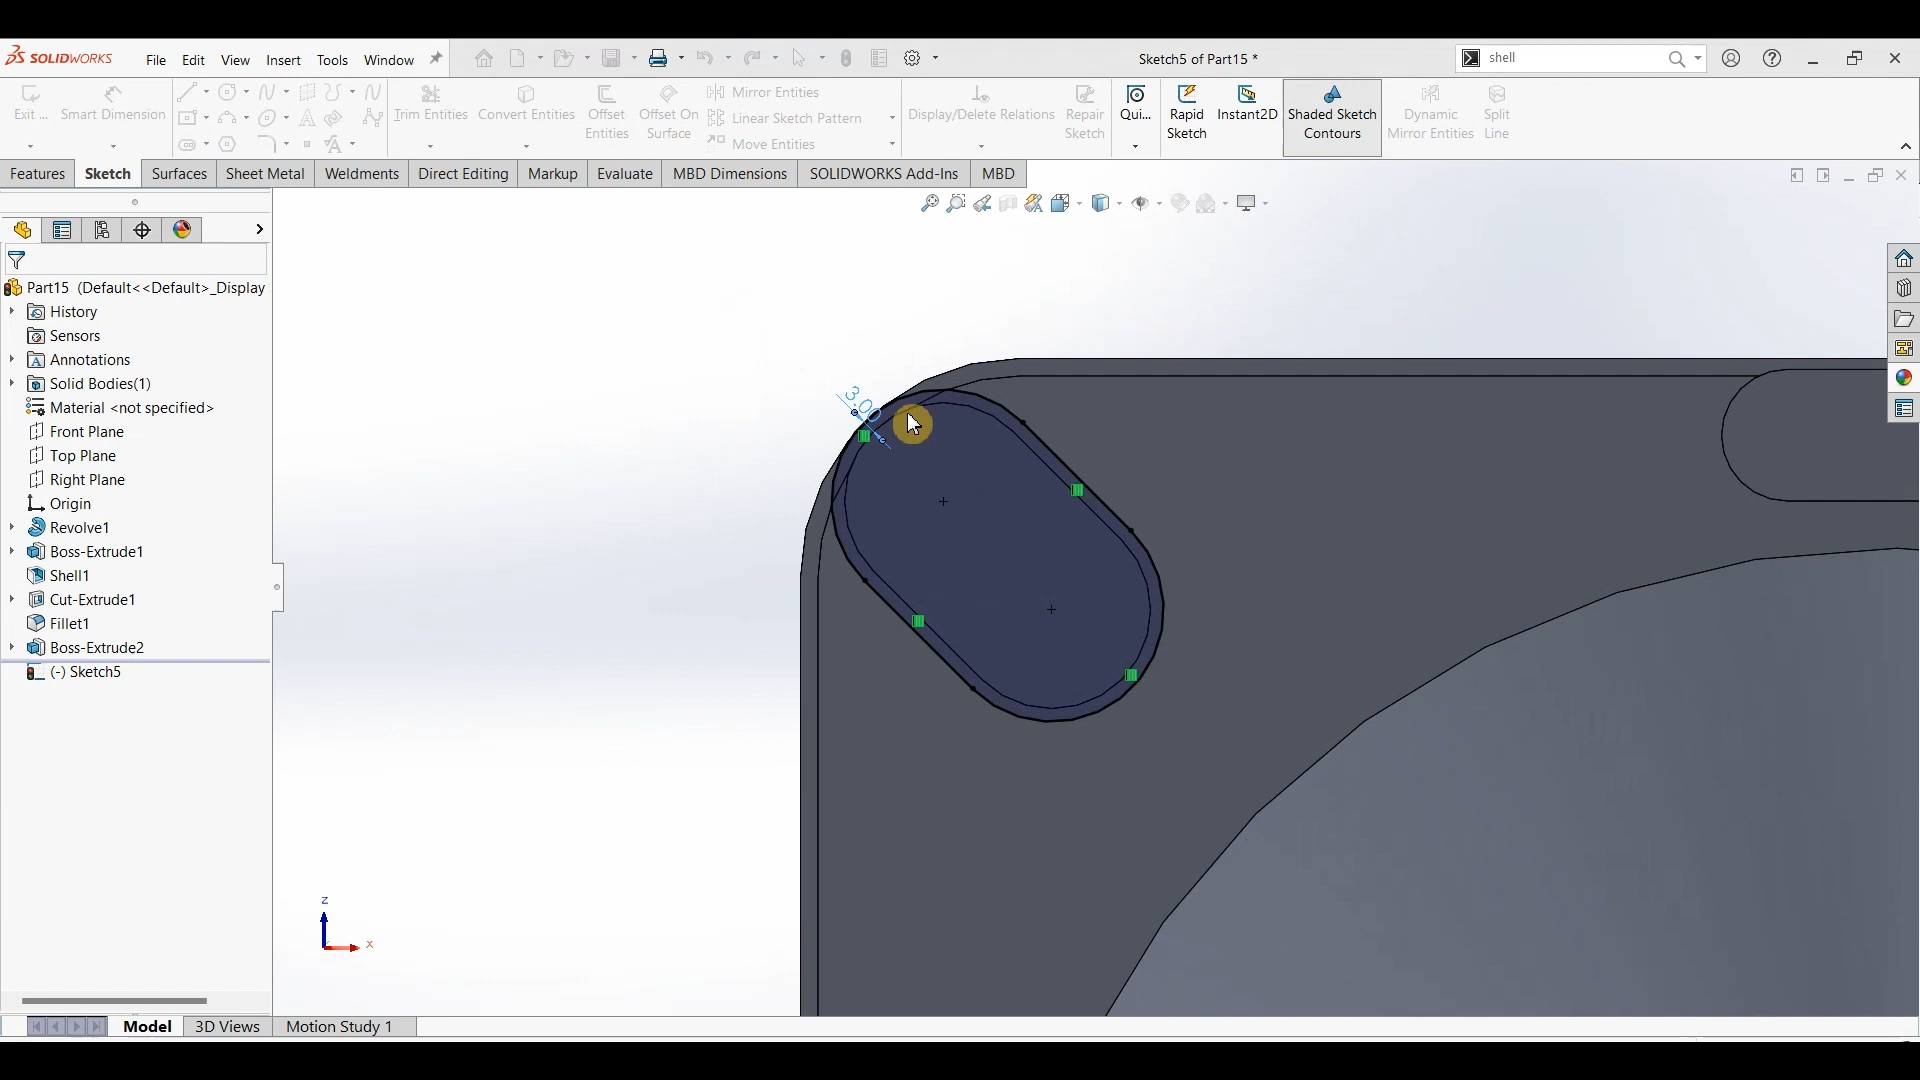 SOLIDWORKS File Edit View Insert Tools Window Sketch5 of Part15 * shell
Exit ... Smart Dimension Trim Entities Convert Entities Offset Entities Offset On Surface Mirror Entities Linear Sketch Pattern Move Entities Display/Delete Relations Repair Sketch Qui... Rapid Sketch Instant2D Shaded Sketch Contours Dynamic Mirror Entities Split Line
Features Sketch Surfaces Sheet Metal Weldments Direct Editing Markup Evaluate MBD Dimensions SOLIDWORKS Add-Ins MBD
Part15 (Default<<Default>_Display
History
Sensors
Annotations
Solid Bodies(1)
Material <not specified>
Front Plane
Top Plane
Right Plane
Origin
Revolve1
Boss-Extrude1
Shell1
Cut-Extrude1
Fillet1
Boss-Extrude2
(-) Sketch5
3.00
z
x
Model 3D Views Motion Study 1